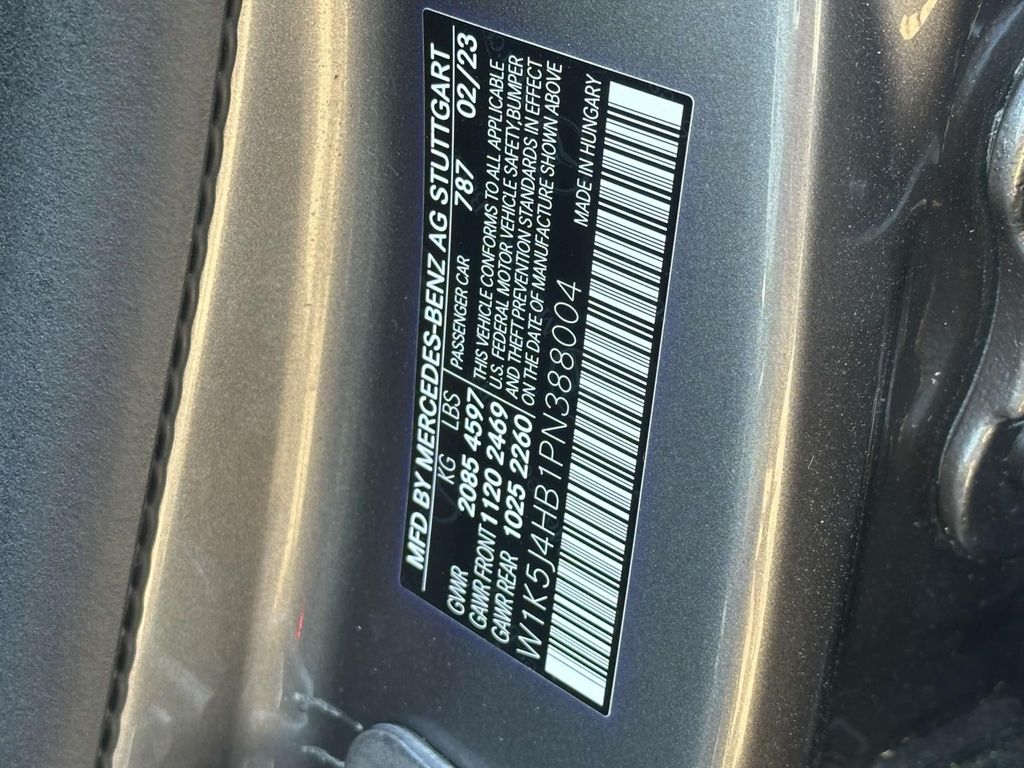 MFD BY MERCEDES-BENZ AG STUTTGART
KG LBS PASSENGER CAR 787 02/23
GVWR 2085 4597 THIS VEHICLE CONFORMS TO ALL APPLICABLE
GAWR FRONT 1120 2469 U.S. FEDERAL MOTOR VEHICLE SAFETY, BUMPER
GAWR REAR 1025 2260 AND THEFT PREVENTION STANDARDS IN EFFECT
ON THE DATE OF MANUFACTURE SHOWN ABOVE
W1K5J4HB1PN388004 MADE IN HUNGARY